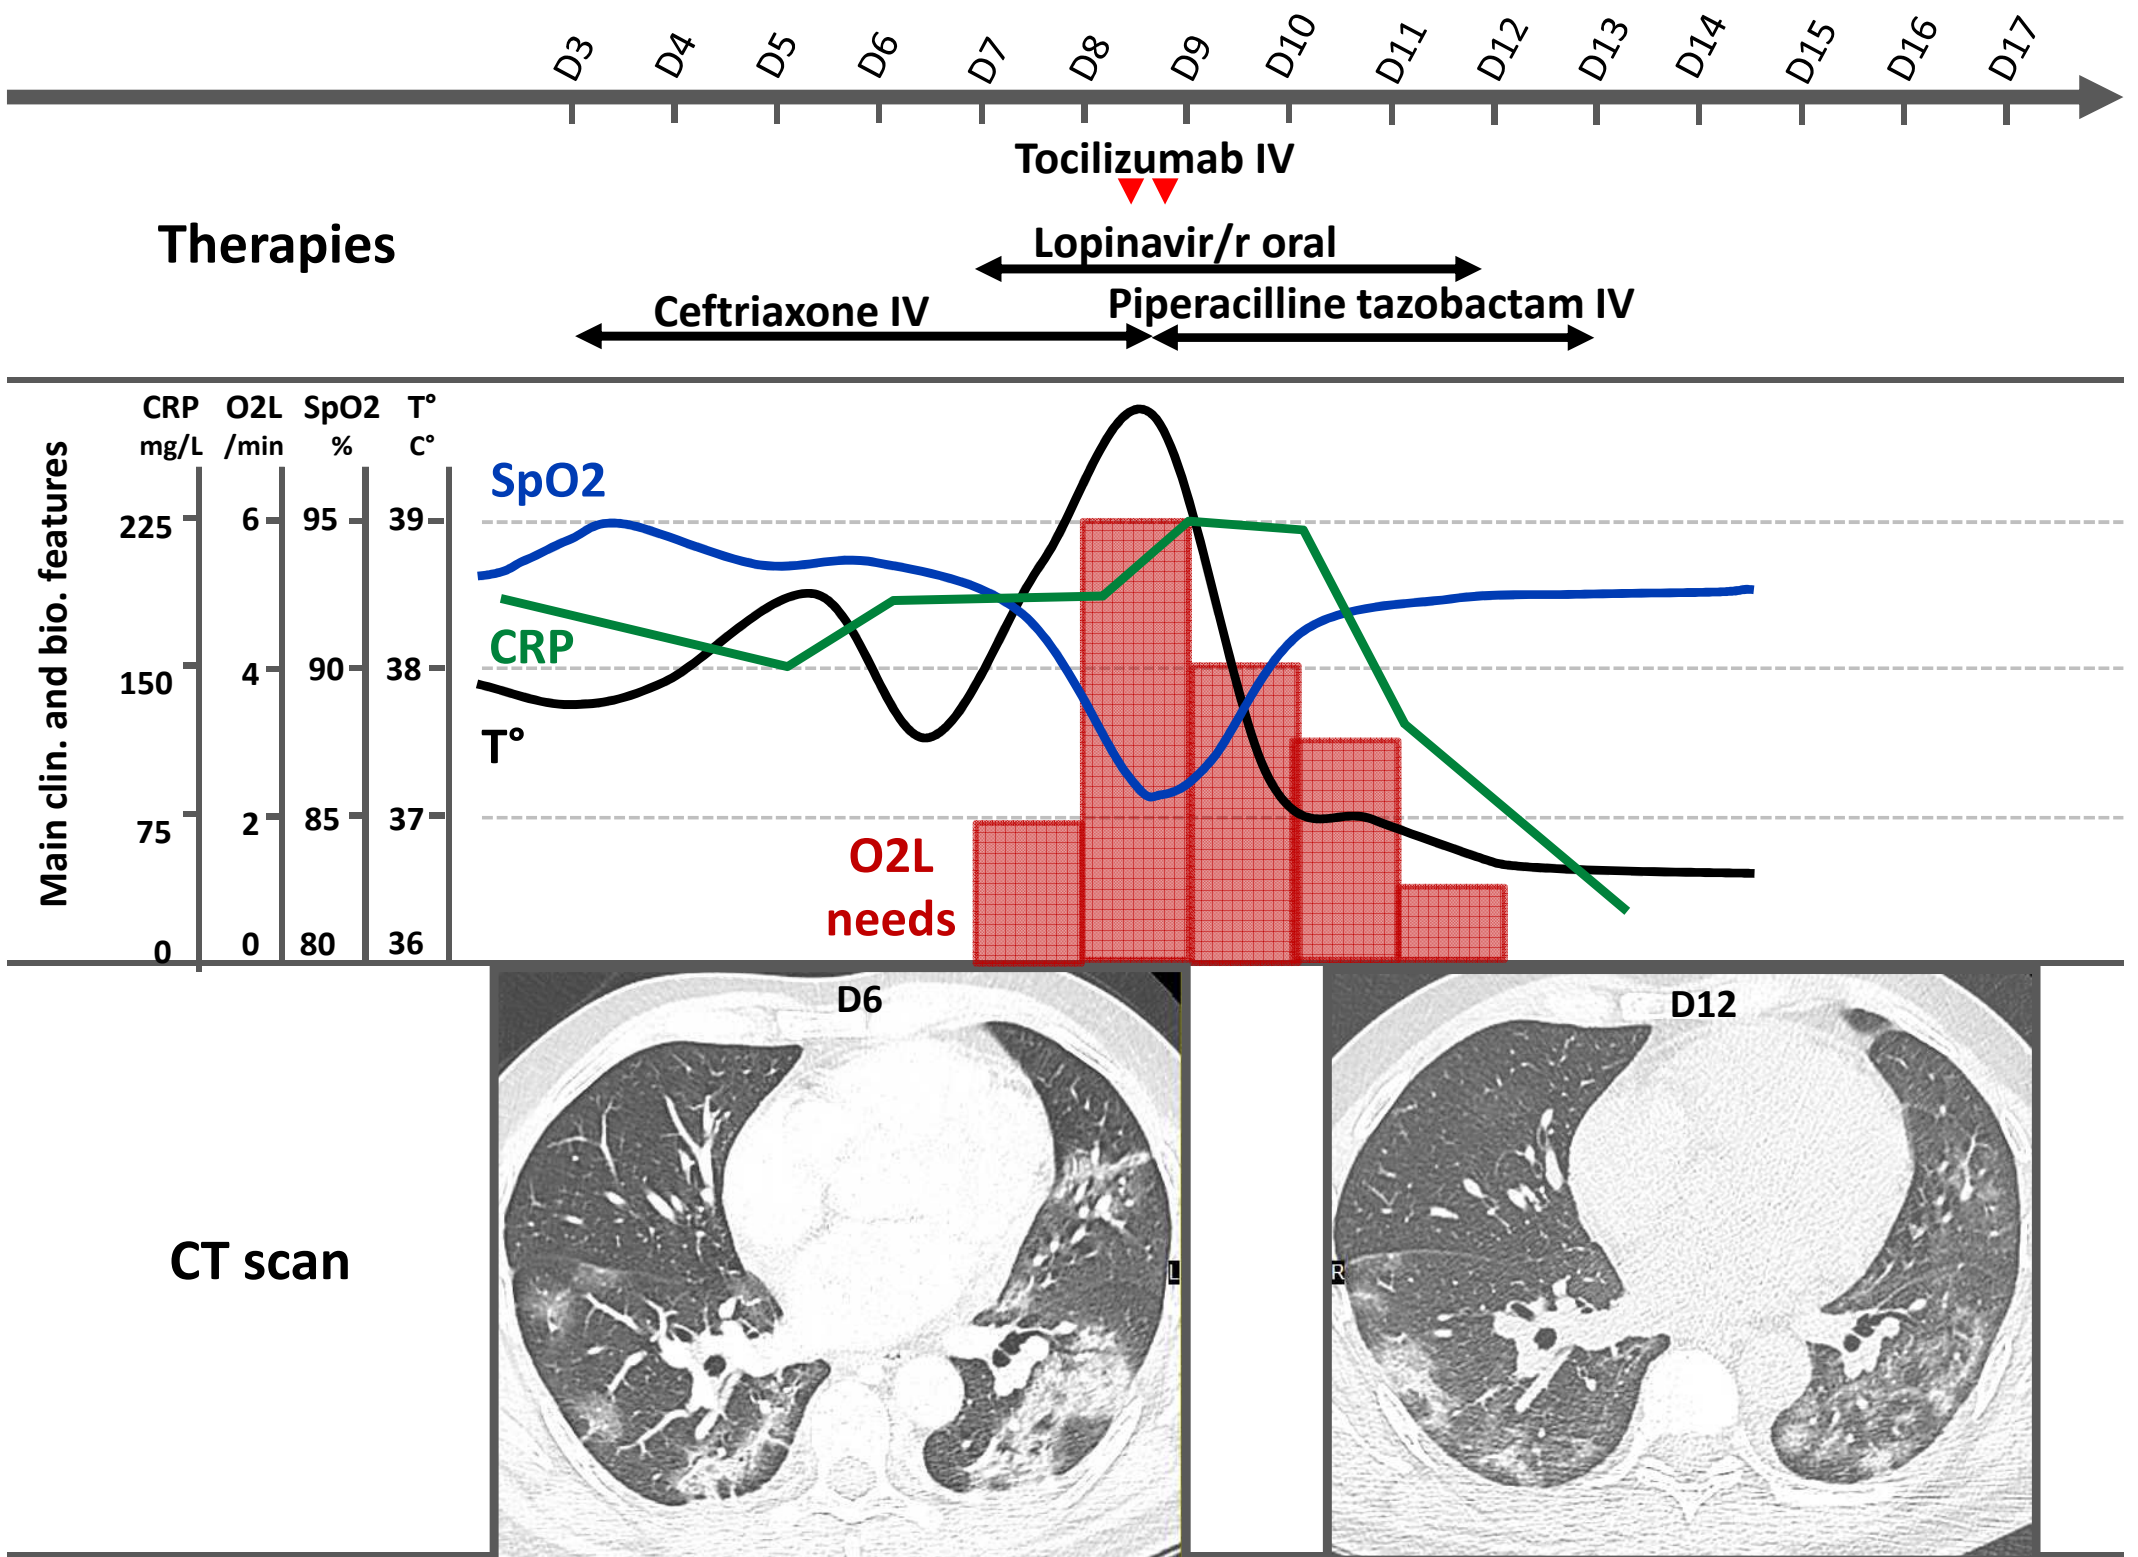 D3 D4 D5 D6 D7 D8 D9 D10 D11 D12 D13 D14 D15 D16 D17
Tocilizumab IV
Therapies
Lopinavir/r oral
Ceftriaxone IV
Piperacilline tazobactam IV
Main clin. and bio. features
CRP O2L SpO2 T°
mg/L /min % C°
225 6 95 39
150 4 90 38
75 2 85 37
0 0 80 36
SpO2
CRP
T°
O2L
needs
CT scan
D6
L
D12
R